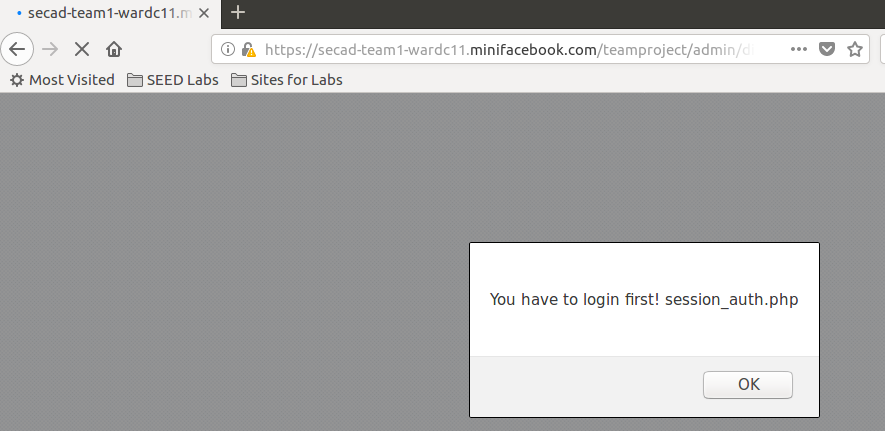 secad-team1-wardc11.m
https://secad-team1-wardc11.minifacebook.com/teamproject/admin/d
Most Visited SEED Labs Sites for Labs
You have to login first! session_auth.php
OK